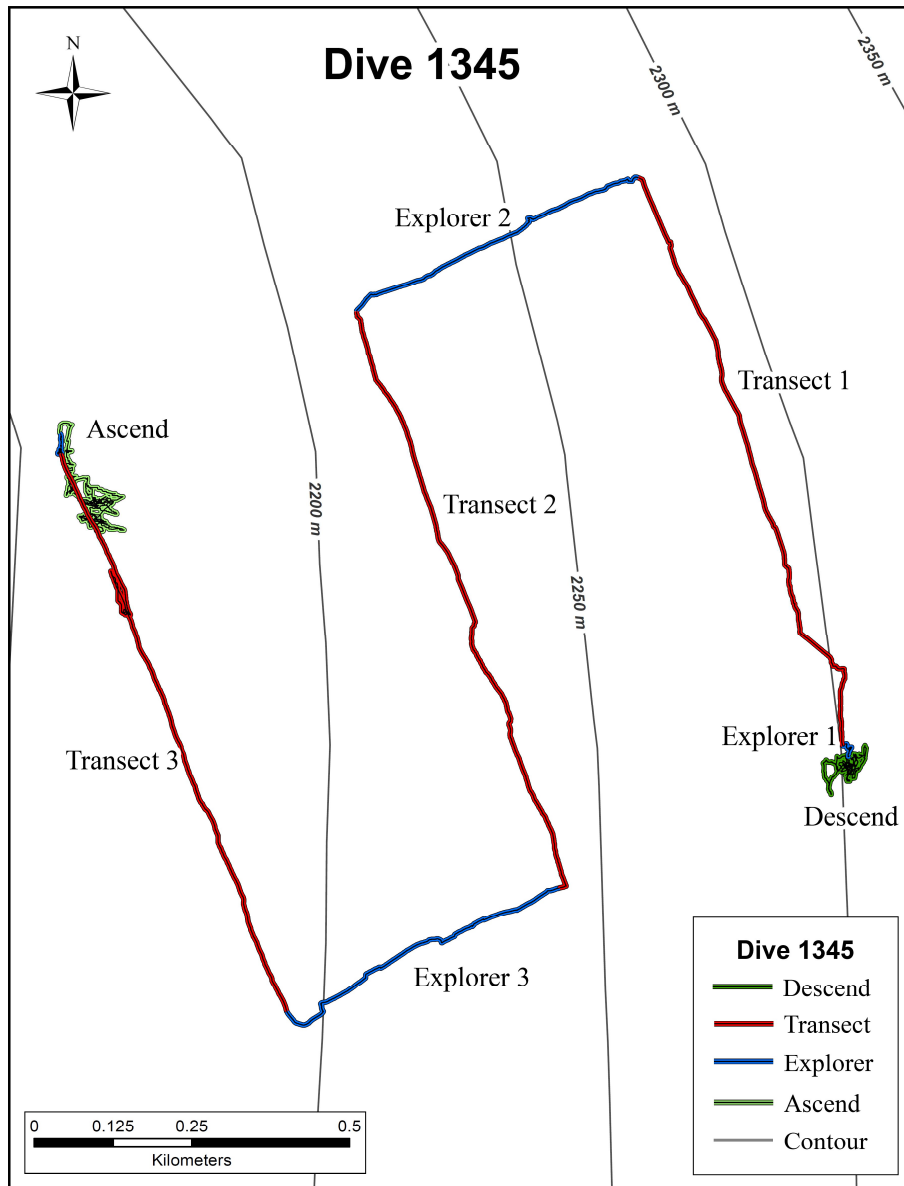 N
Dive 1345
2300 m
2350 m
Explorer 2
Transect 1
Ascend
Transect 2
2200 m
2250 m
Explorer 1
Transect 3
Descend
Explorer 3
Dive 1345
Descend
Transect
Explorer
Ascend
Contour
0 0.125 0.25 0.5
Kilometers